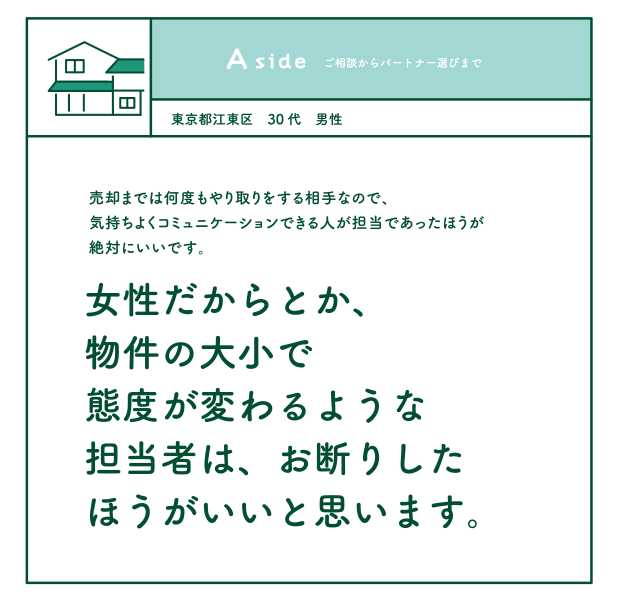 A side ご相談からパートナー選びまで
東京都江東区　30代　男性
売却までは何度もやり取りをする相手なので、
気持ちよくコミュニケーションできる人が担当であったほうが
絶対にいいです。
女性だからとか、
物件の大小で
態度が変わるような
担当者は、お断りした
ほうがいいと思います。